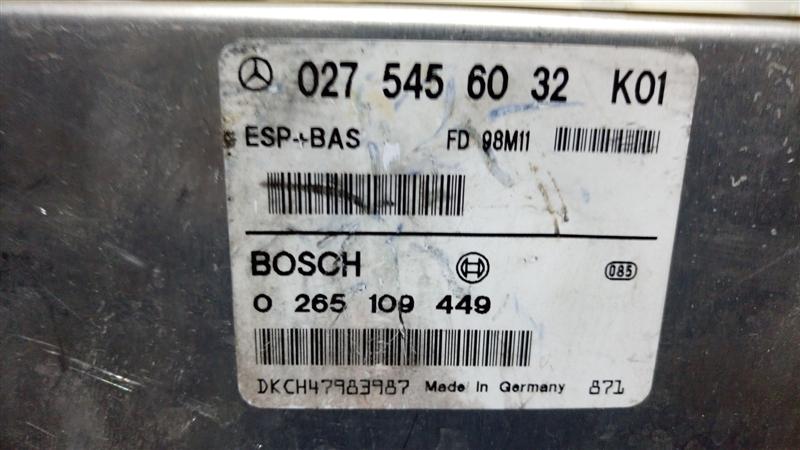 027 545 60 32 K01
ESP+BAS FD 98M11
BOSCH 085
0 265 109 449
DKCH47983987 Made in Germany 871